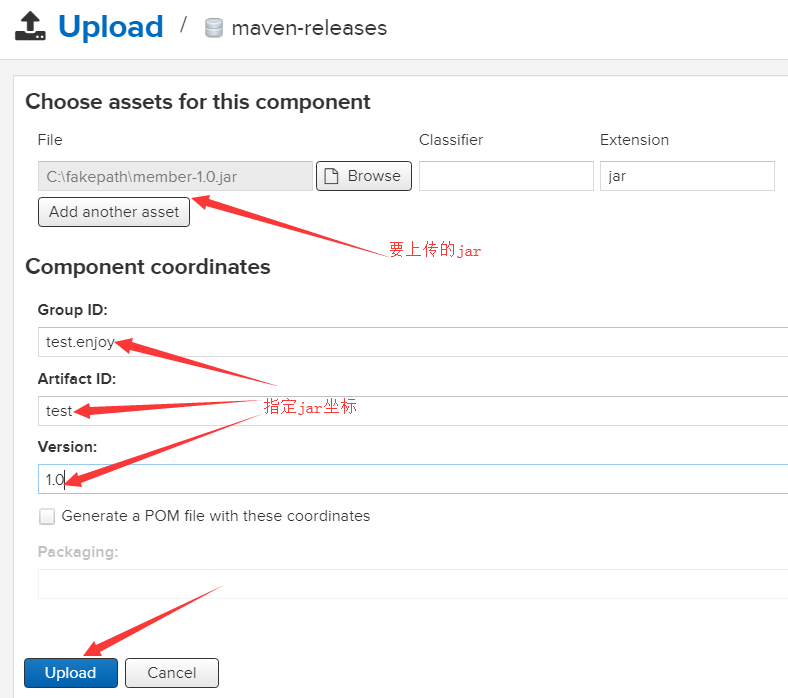 Upload / maven-releases
Choose assets for this component
File Classifier Extension
C:\fakepath\member-1.0.jar Browse jar
Add another asset
要上传的jar
Component coordinates
Group ID:
test.enjoy
Artifact ID:
test
指定jar坐标
Version:
1.0
Generate a POM file with these coordinates
Packaging:
Upload Cancel